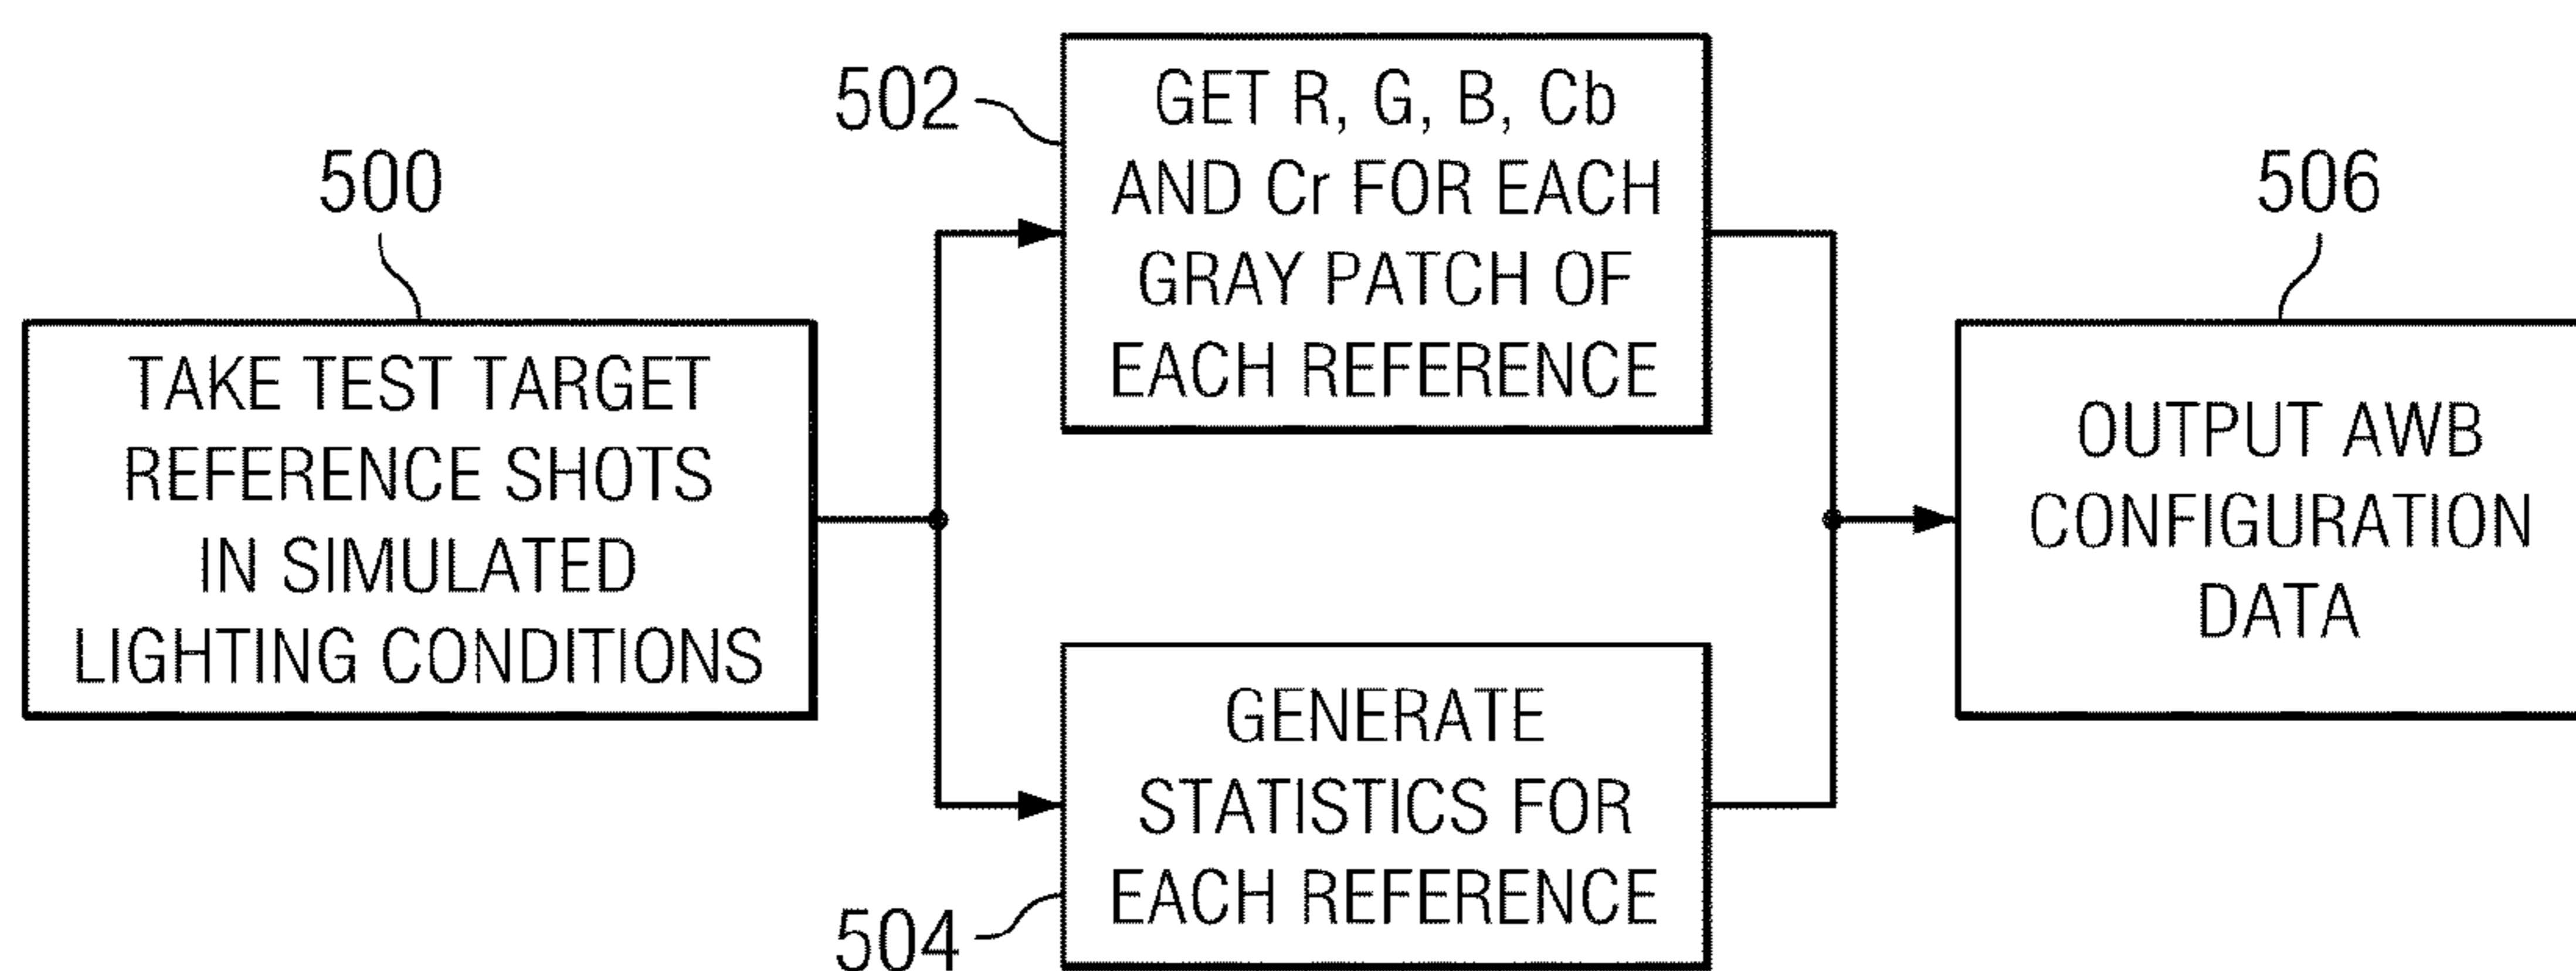 500
TAKE TEST TARGET
REFERENCE SHOTS
IN SIMULATED
LIGHTING CONDITIONS
502
GET R, G, B, Cb
AND Cr FOR EACH
GRAY PATCH OF
EACH REFERENCE
504
GENERATE
STATISTICS FOR
EACH REFERENCE
506
OUTPUT AWB
CONFIGURATION
DATA